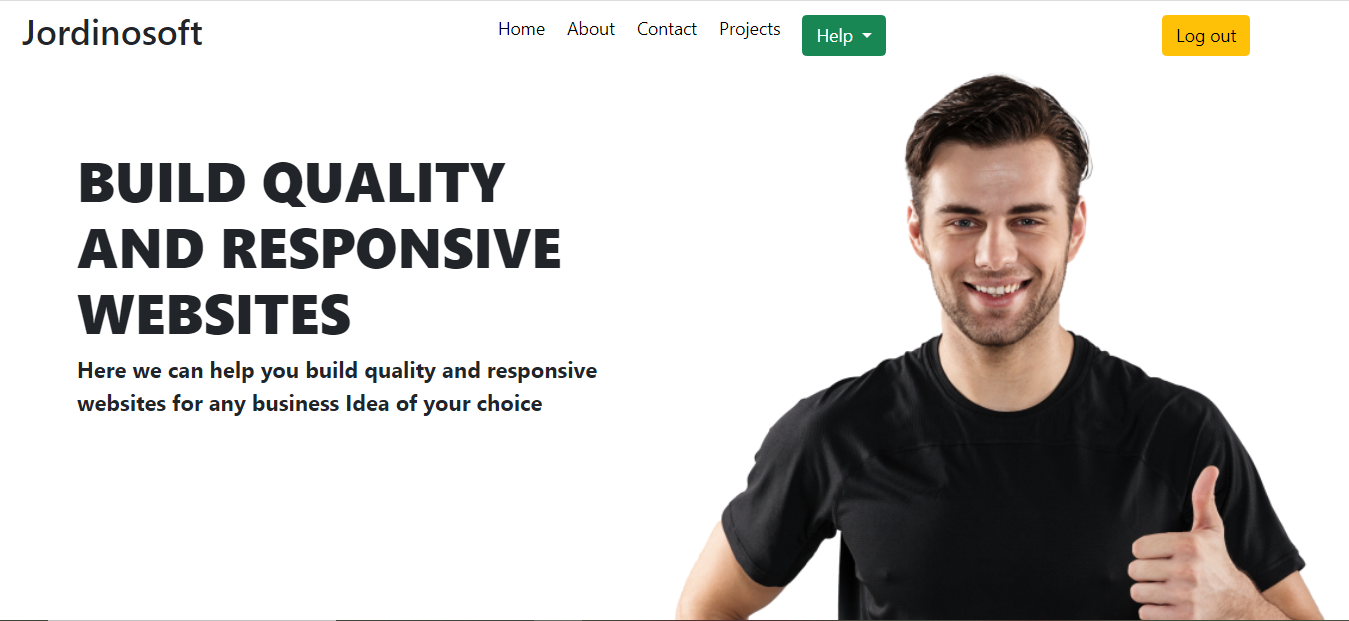 Jordinosoft
Home About Contact Projects Help Log out
BUILD QUALITY
AND RESPONSIVE
WEBSITES
Here we can help you build quality and responsive
websites for any business Idea of your choice